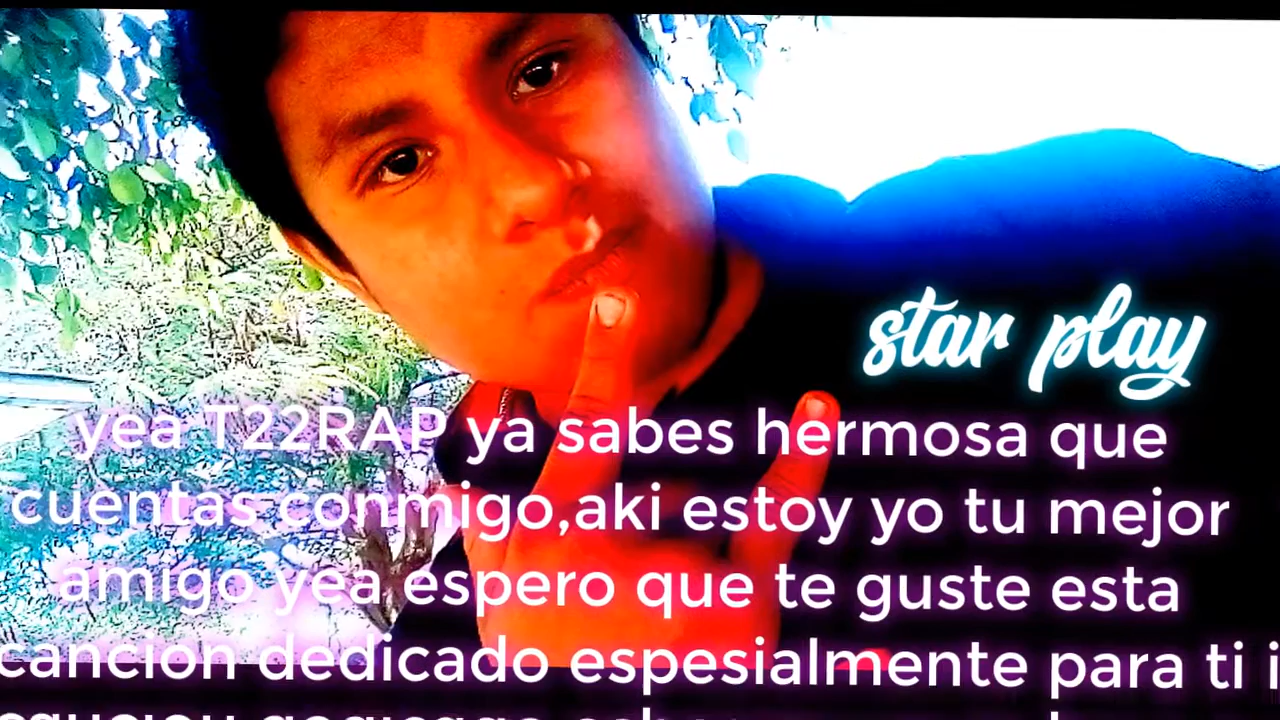 star play
yea T22RAP ya sabes hermosa que
cuentas conmigo,aki estoy yo tu mejor
amigo yea espero que te guste esta
cancion dedicado espesialmente para ti i